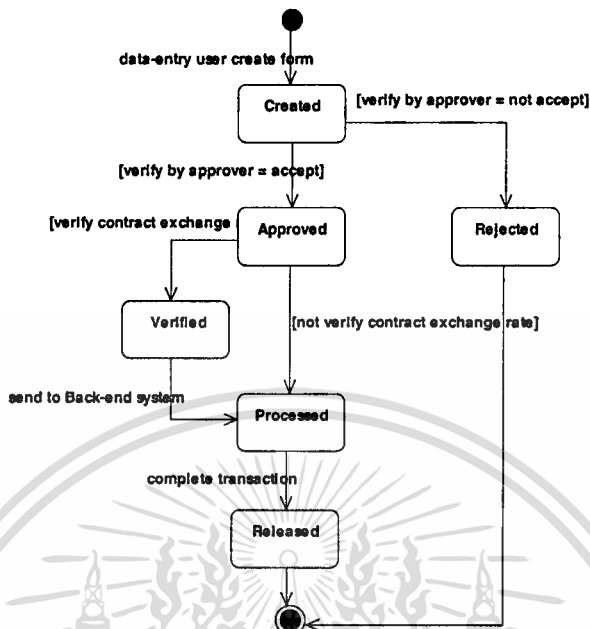 data-entry user create form
Created
[verify by approver = not accept]
[verify by approver = accept]
[verify contract exchange
Approved
Rejected
Verified
[not verify contract exchange rate]
send to Back-end system
Processed
complete transaction
Released